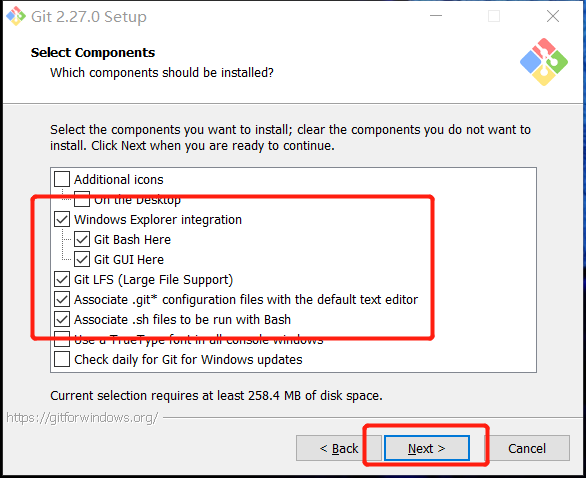 Git 2.27.0 Setup
Select Components
Which components should be installed?
Select the components you want to install; clear the components you do not want to
install. Click Next when you are ready to continue.
Additional icons
On the Desktop
Windows Explorer integration
Git Bash Here
Git GUI Here
Git LFS (Large File Support)
Associate .git* configuration files with the default text editor
Associate .sh files to be run with Bash
Use a TrueType font in all console windows
Check daily for Git for Windows updates
Current selection requires at least 258.4 MB of disk space.
https://gitforwindows.org/
< Back
Next >
Cancel